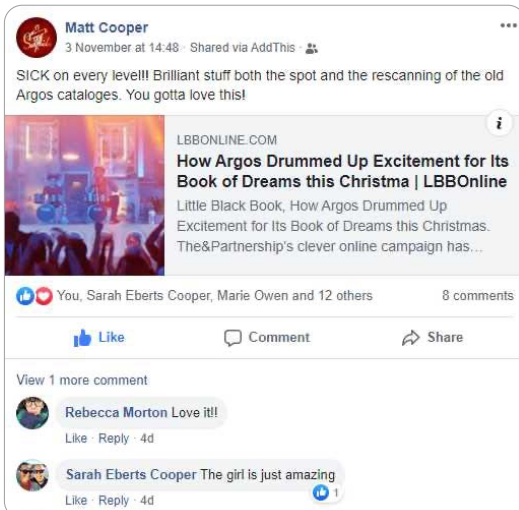 Matt Cooper
3 November at 14:48 · Shared via AddThis ·
SICK on every level!! Brilliant stuff both the spot and the rescanning of the old
Argos cataloges. You gotta love this!
LBBONLINE.COM
How Argos Drummed Up Excitement for Its
Book of Dreams this Christma | LBBOnline
Little Black Book, How Argos Drummed Up
Excitement for Its Book of Dreams this Christmas.
The&Partnership's clever online campaign has...
You, Sarah Eberts Cooper, Marie Owen and 12 others 8 comments
Like Comment Share
View 1 more comment
Rebecca Morton Love it!!
Like · Reply · 4d
Sarah Eberts Cooper The girl is just amazing
1
Like · Reply · 4d